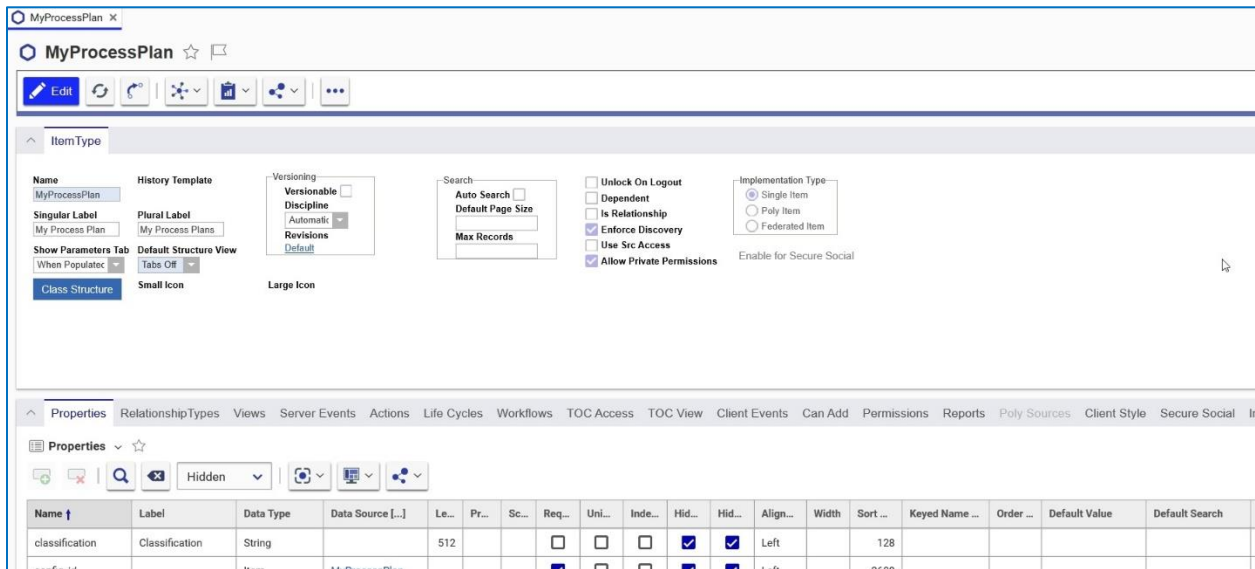 MyProcessPlan ×
MyProcessPlan
Edit
ItemType
Name History Template Versioning Search Unlock On Logout Implementation Type
MyProcessPlan Versionable Auto Search Dependent Single Item
Singular Label Plural Label Discipline Default Page Size Is Relationship Poly Item
My Process Plan My Process Plans Automatic Enforce Discovery Federated Item
Show Parameters Tab Default Structure View Revisions Max Records Use Src Access
When Populated Tabs Off Default Allow Private Permissions Enable for Secure Social
Class Structure Small Icon Large Icon
Properties RelationshipTypes Views Server Events Actions Life Cycles Workflows TOC Access TOC View Client Events Can Add Permissions Reports Poly Sources Client Style Secure Social
Properties
Hidden
Name ↑ Label Data Type Data Source [...] Le... Pr... Sc... Req... Uni... Inde... Hid... Hid... Align... Width Sort ... Keyed Name ... Order ... Default Value Default Search
classification Classification String 512 Left 128